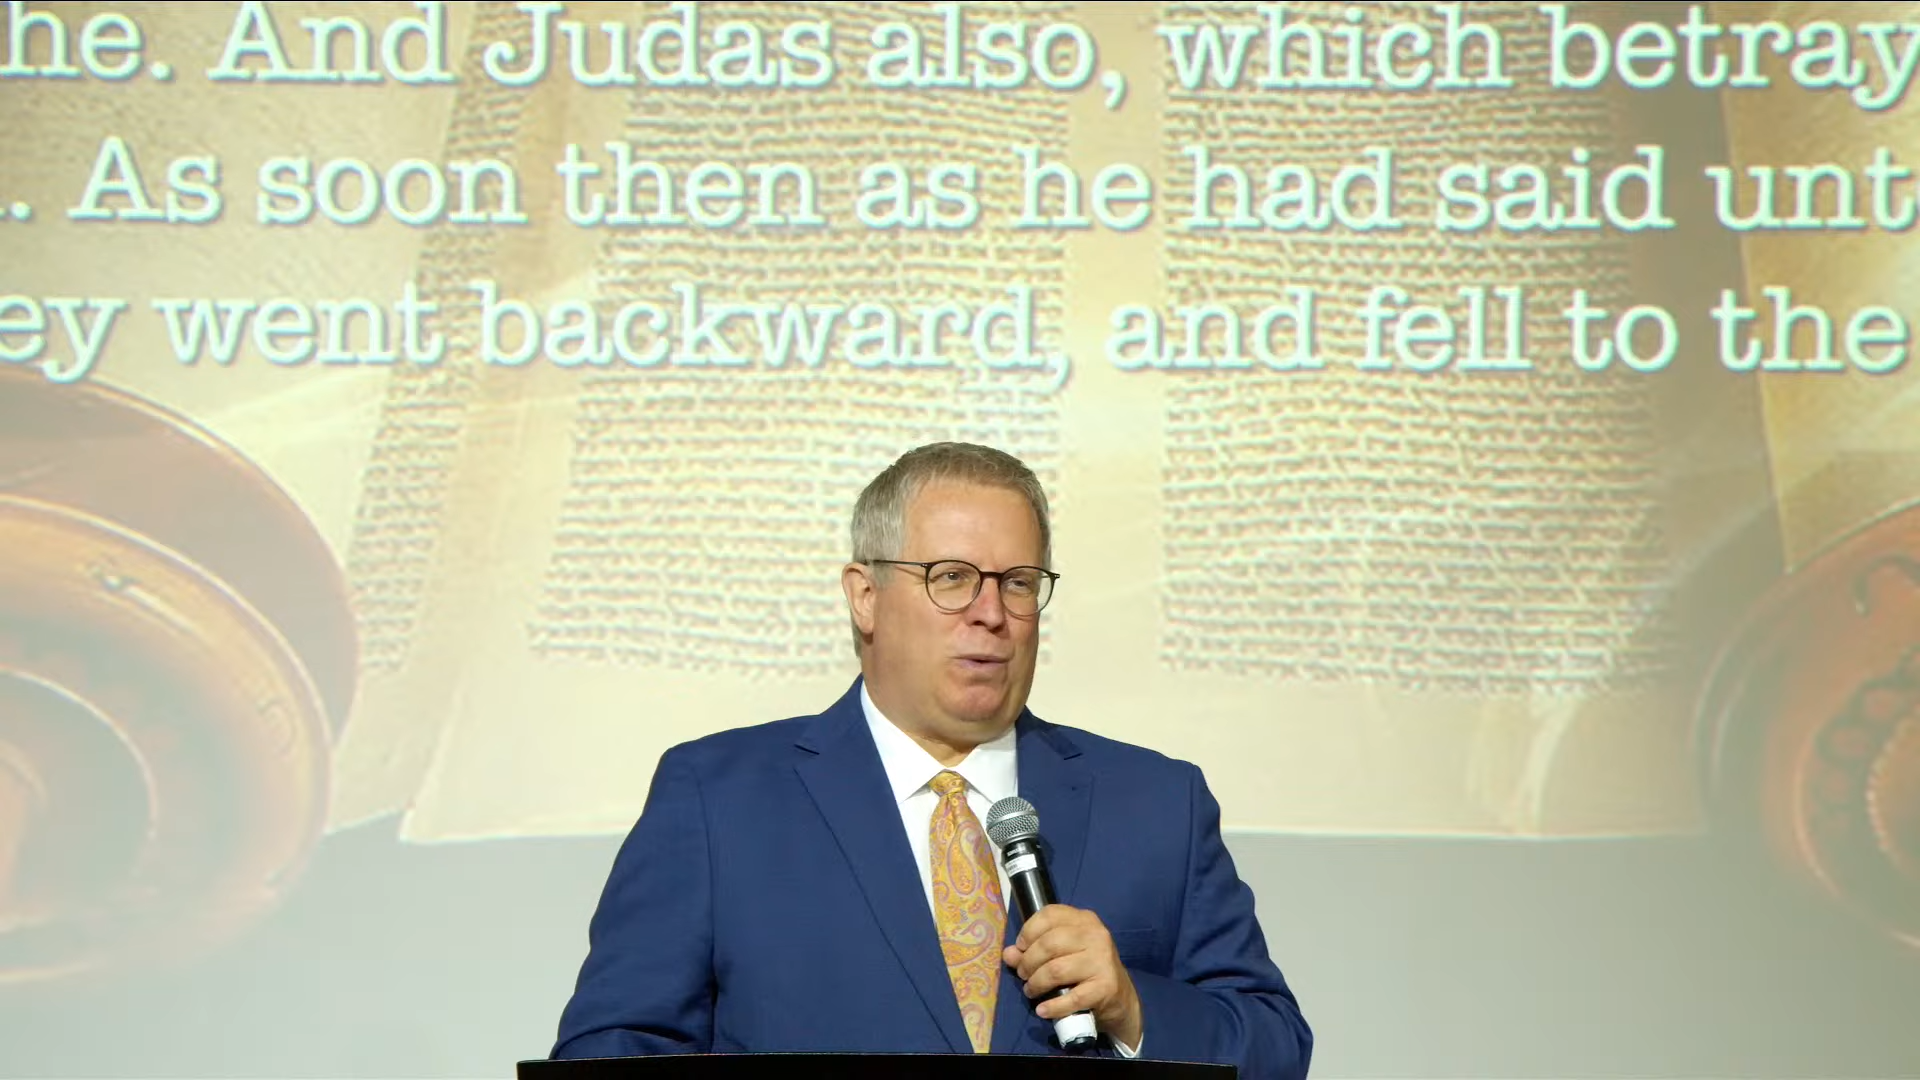 he. And Judas also, which betray
. As soon then as he had said unt
ey went backward, and fell to the